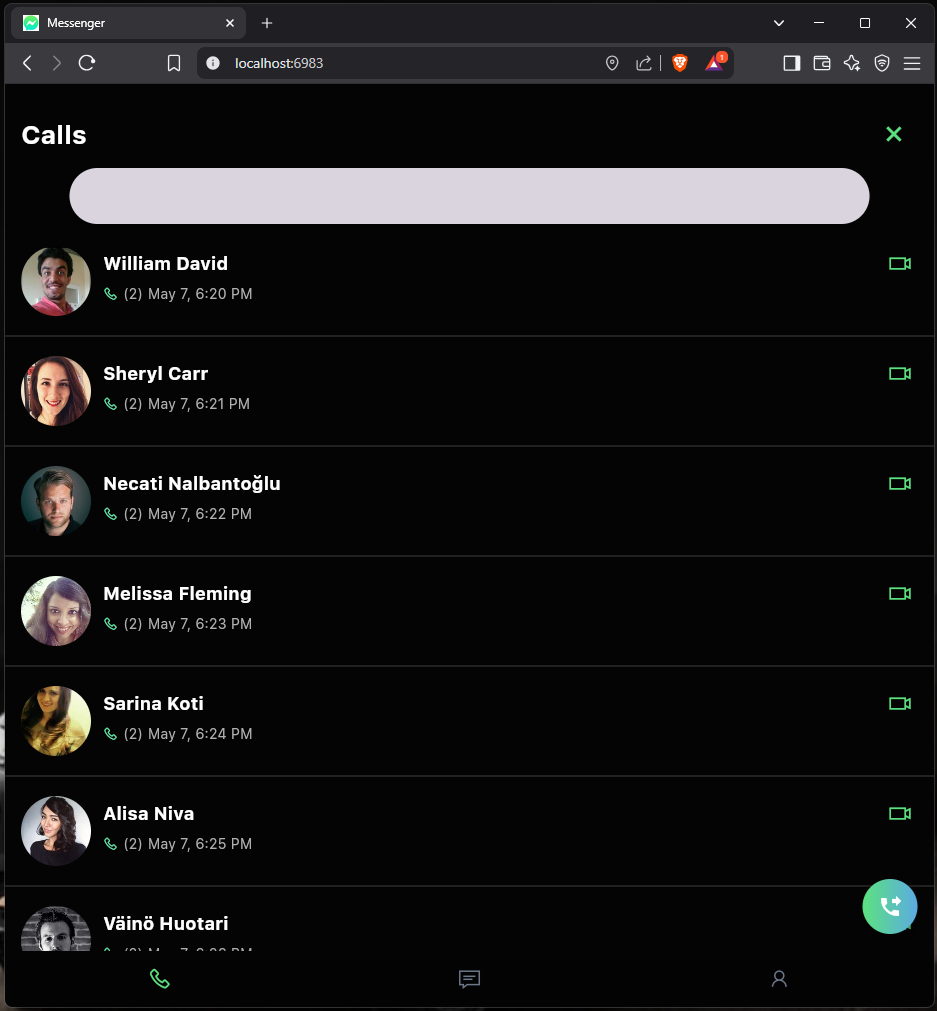 Messenger
localhost:6983
1
Calls
William David
(2) May 7, 6:20 PM
Sheryl Carr
(2) May 7, 6:21 PM
Necati Nalbantoğlu
(2) May 7, 6:22 PM
Melissa Fleming
(2) May 7, 6:23 PM
Sarina Koti
(2) May 7, 6:24 PM
Alisa Niva
(2) May 7, 6:25 PM
Väinö Huotari